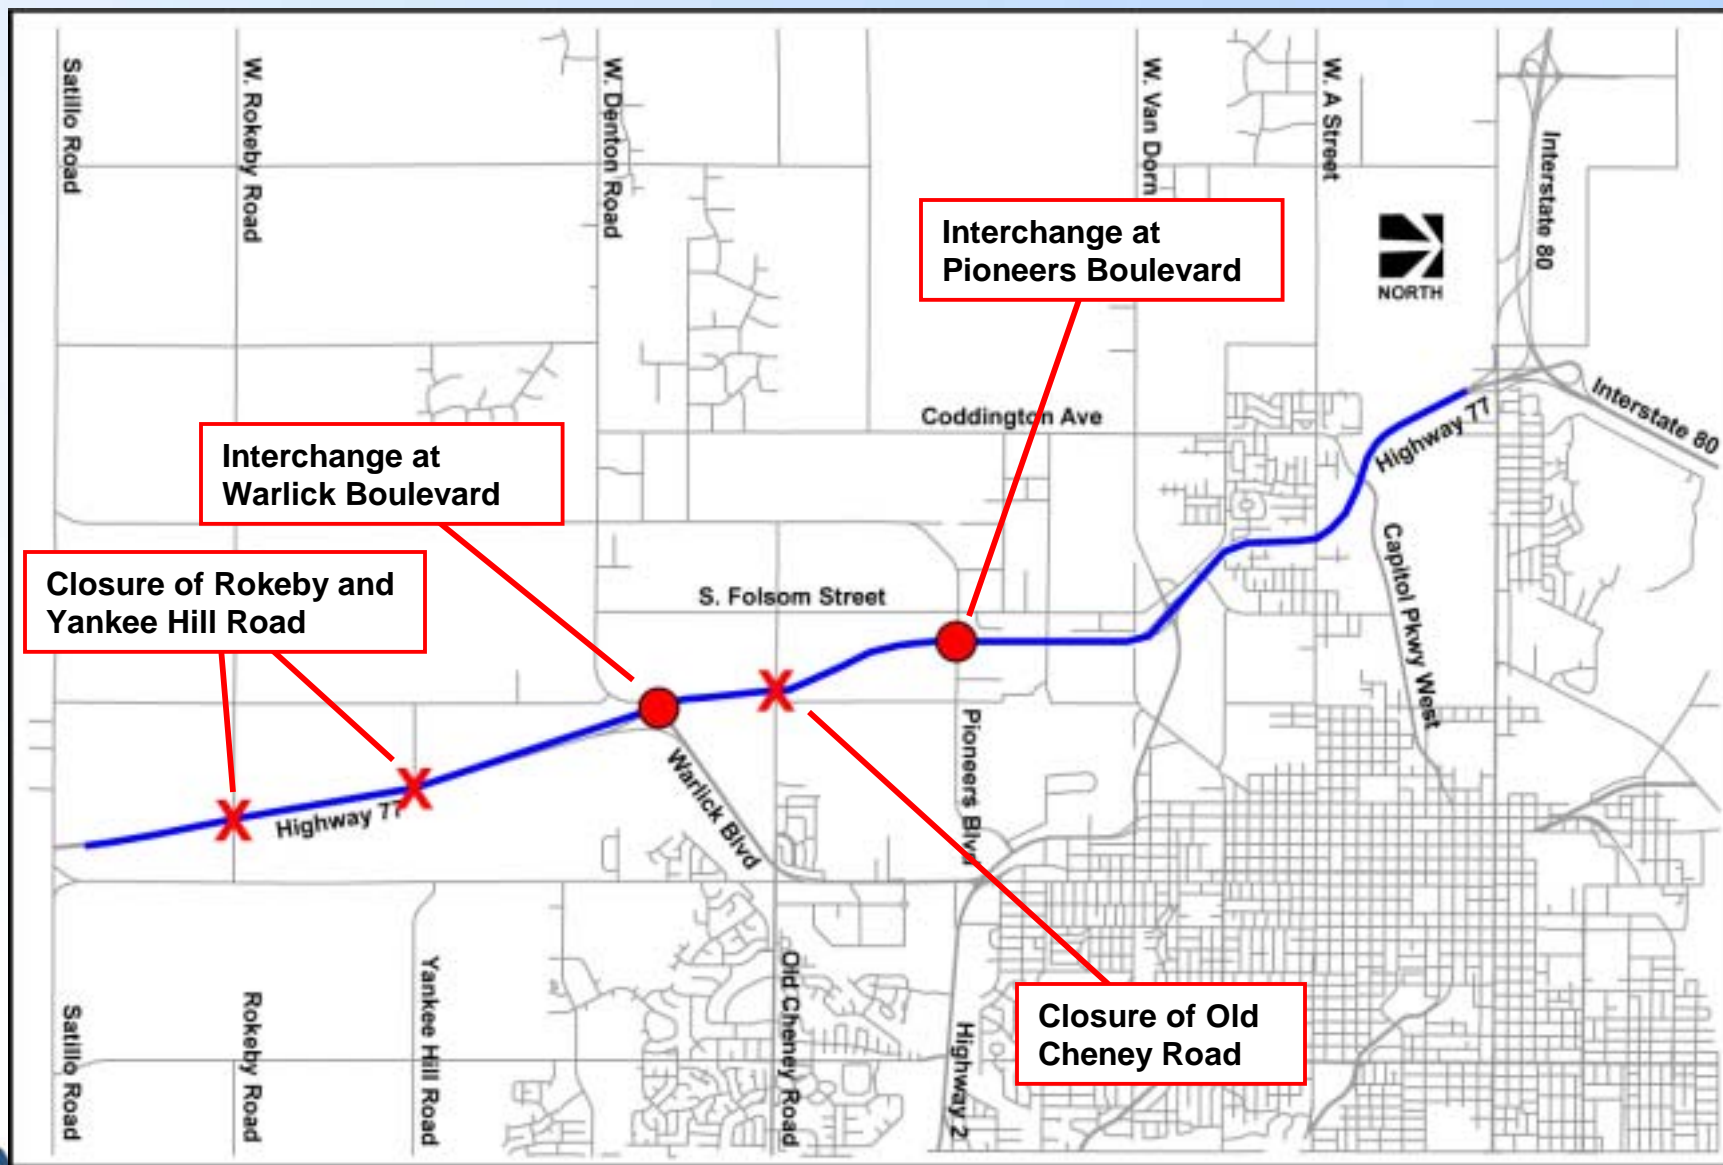 Satillo Road
W. Rokeby Road
W. Denton Road
W. Van Dorn
W. A Street
Interstate 80
Interchange at
Pioneers Boulevard
NORTH
Interstate 80
Coddington Ave
Highway 77
Interchange at
Warlick Boulevard
Capitol Pkwy West
Closure of Rokeby and
Yankee Hill Road
S. Folsom Street
Pioneers Blvd
Warlick Blvd
Highway 77
Yankee Hill Road
Old Cheney Road
Closure of Old
Cheney Road
Satillo Road
Rokeby Road
Highway 2